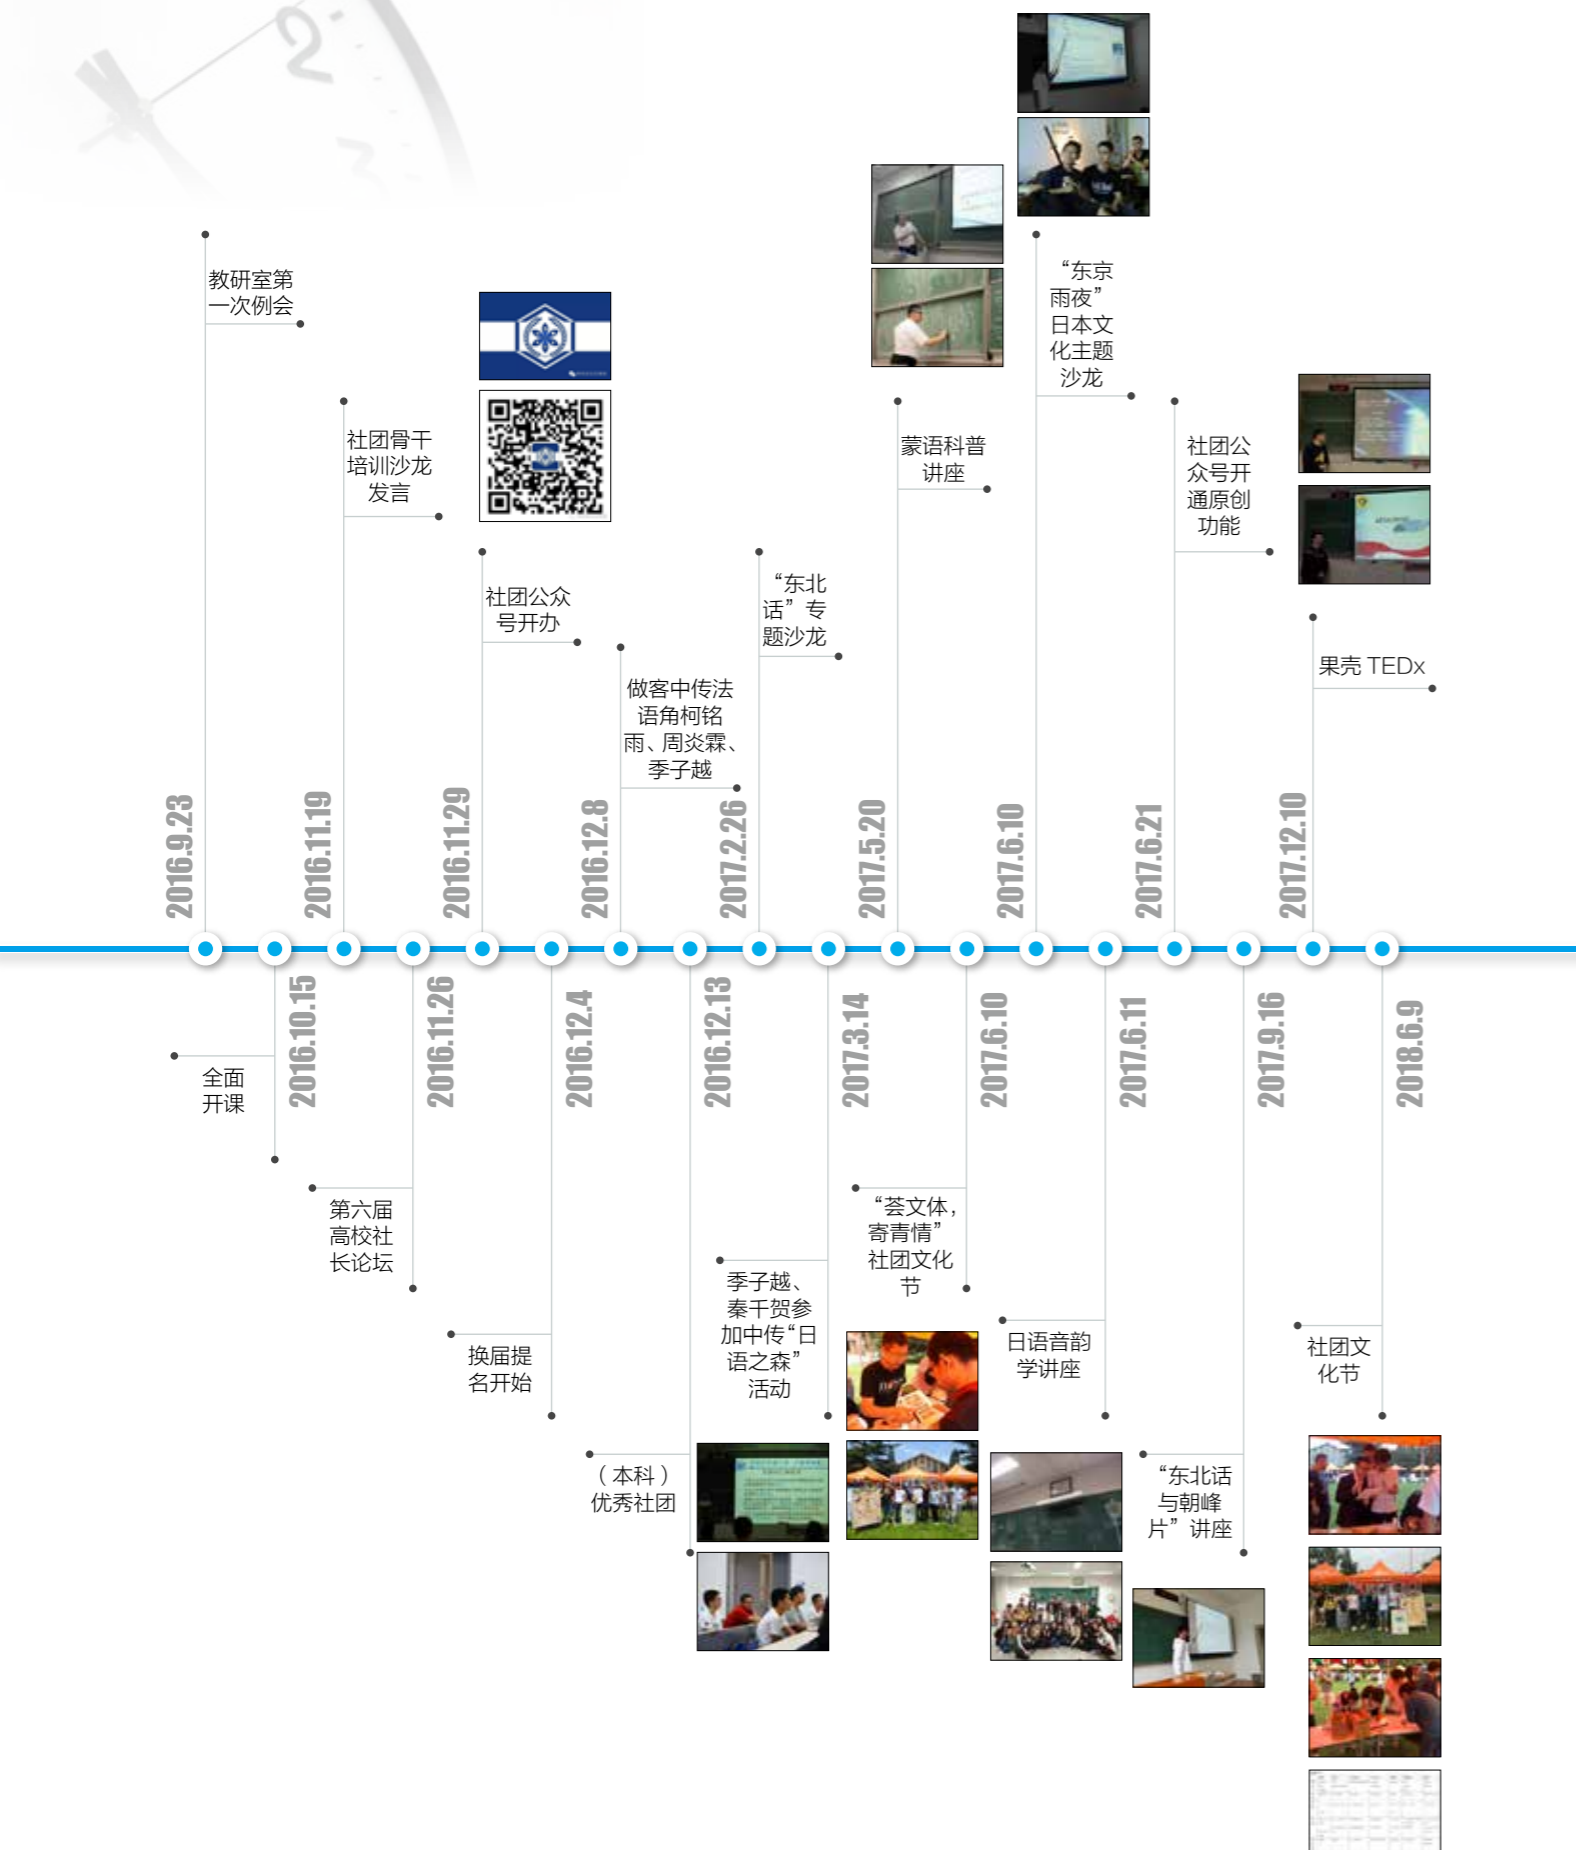 2016.9.23
教研室第
一次例会
2016.10.15
全面
开课
2016.11.19
社团骨干
培训沙龙
发言
2016.11.26
第六届
高校社
长论坛
2016.11.29
社团公众
号开办
2016.12.4
换届提
名开始
2016.12.8
做客中传法
语角柯铭
雨、周炎霖、
季子越
2016.12.13
（本科）
优秀社团
2017.2.26
“东北
话”专
题沙龙
2017.3.14
季子越、
秦千贺参
加中传“日
语之森”
活动
2017.5.20
蒙语科普
讲座
2017.6.10
“荟文体，
寄青情”
社团文化
节
2017.6.10
“东京
雨夜”
日本文
化主题
沙龙
2017.6.11
日语音韵
学讲座
2017.6.21
社团公
众号开
通原创
功能
2017.9.16
“东北话
与朝峰
片”讲座
2017.12.10
果壳 TEDx
2018.6.9
社团文
化节